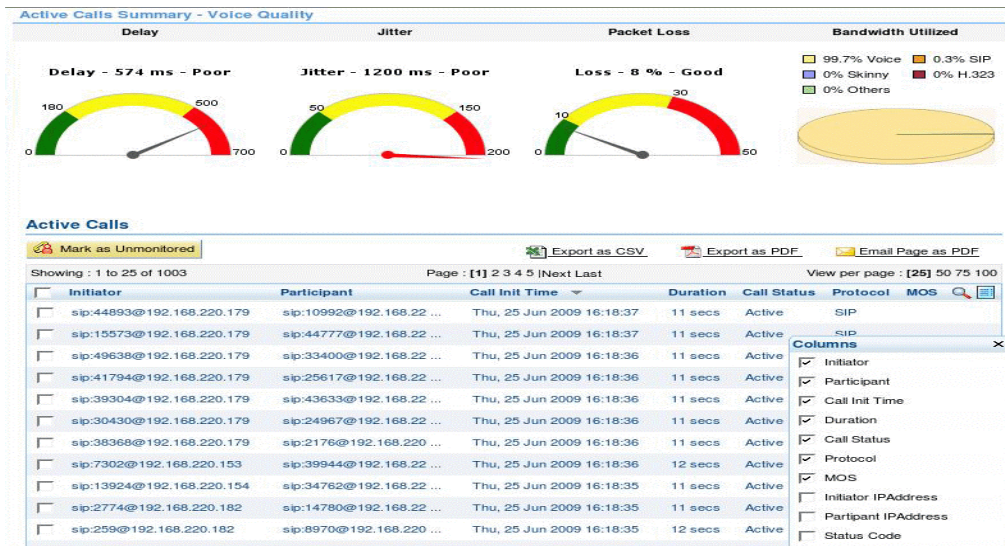 Active Calls Summary - Voice Quality
Delay Jitter Packet Loss Bandwidth Utilized
Delay - 574 ms - Poor
0 180 500 700
Jitter - 1200 ms - Poor
0 50 150 200
Loss - 8 % - Good
0 10 30 50
99.7% Voice 0.3% SIP
0% Skinny 0% H.323
0% Others
Active Calls
Mark as Unmonitored Export as CSV Export as PDF Email Page as PDF
Showing : 1 to 25 of 1003 Page : [1] 2 3 4 5 |Next Last View per page : [25] 50 75 100
Initiator Participant Call Init Time Duration Call Status Protocol MOS
sip:44893@192.168.220.179 sip:10992@192.168.22 ... Thu, 25 Jun 2009 16:18:37 11 secs Active SIP
sip:15573@192.168.220.179 sip:44777@192.168.22 ... Thu, 25 Jun 2009 16:18:37 11 secs Active SIP
sip:49638@192.168.220.179 sip:33400@192.168.22 ... Thu, 25 Jun 2009 16:18:36 11 secs Active
sip:41794@192.168.220.179 sip:25617@192.168.22 ... Thu, 25 Jun 2009 16:18:36 11 secs Active
sip:39304@192.168.220.179 sip:43633@192.168.22 ... Thu, 25 Jun 2009 16:18:36 11 secs Active
sip:30430@192.168.220.179 sip:24967@192.168.22 ... Thu, 25 Jun 2009 16:18:36 11 secs Active
sip:38368@192.168.220.179 sip:2176@192.168.220 ... Thu, 25 Jun 2009 16:18:36 11 secs Active
sip:7302@192.168.220.153 sip:39944@192.168.22 ... Thu, 25 Jun 2009 16:18:36 12 secs Active
sip:13924@192.168.220.154 sip:34762@192.168.22 ... Thu, 25 Jun 2009 16:18:35 11 secs Active
sip:2774@192.168.220.182 sip:14780@192.168.22 ... Thu, 25 Jun 2009 16:18:35 11 secs Active
sip:259@192.168.220.182 sip:8970@192.168.220 ... Thu, 25 Jun 2009 16:18:35 12 secs Active
Columns
Initiator
Participant
Call Init Time
Duration
Call Status
Protocol
MOS
Initiator IPAddress
Partipant IPAddress
Status Code